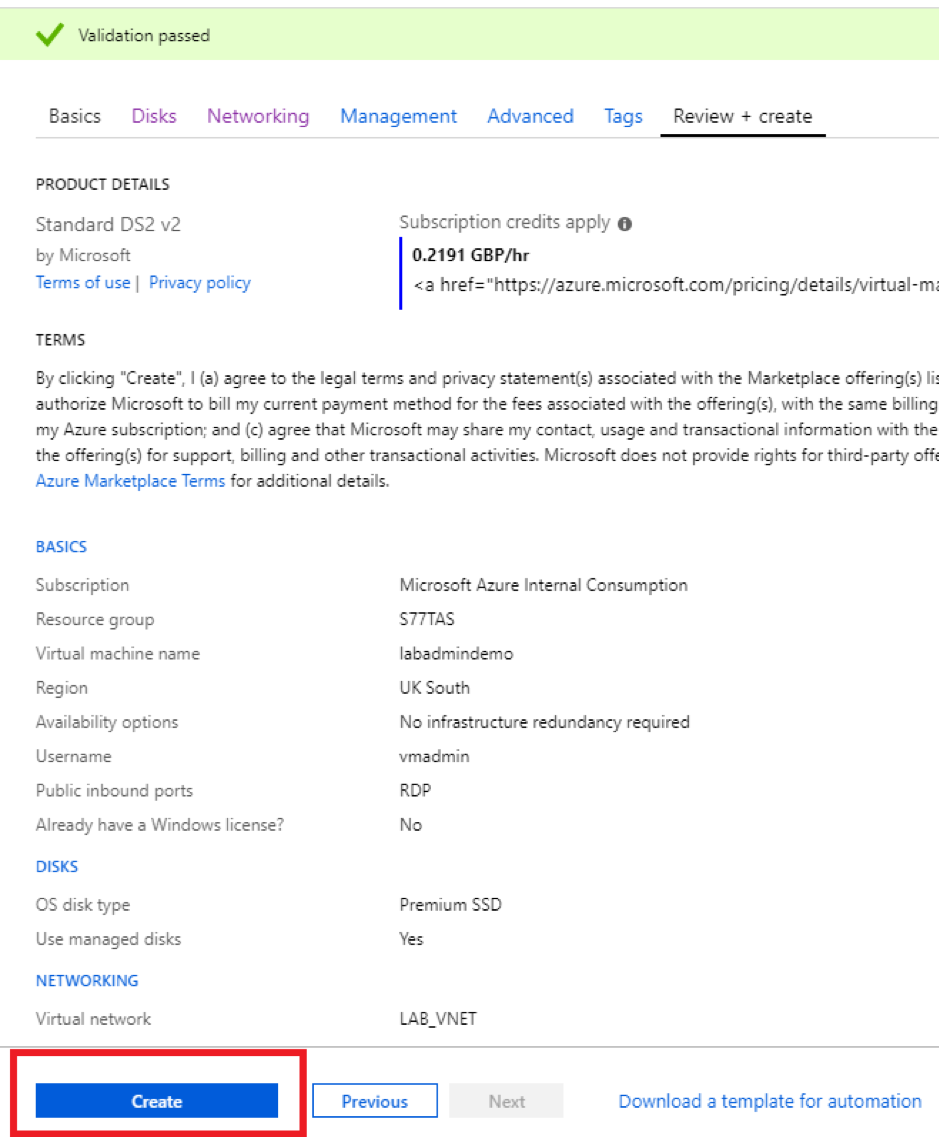 Validation passed
Basics Disks Networking Management Advanced Tags Review + create
PRODUCT DETAILS
Standard DS2 v2
by Microsoft
Terms of use | Privacy policy
Subscription credits apply
0.2191 GBP/hr
<a href="https://azure.microsoft.com/pricing/details/virtual-ma
TERMS
By clicking "Create", I (a) agree to the legal terms and privacy statement(s) associated with the Marketplace offering(s) lis
authorize Microsoft to bill my current payment method for the fees associated with the offering(s), with the same billing
my Azure subscription; and (c) agree that Microsoft may share my contact, usage and transactional information with the
the offering(s) for support, billing and other transactional activities. Microsoft does not provide rights for third-party offe
Azure Marketplace Terms for additional details.
BASICS
Subscription Microsoft Azure Internal Consumption
Resource group S77TAS
Virtual machine name labadmindemo
Region UK South
Availability options No infrastructure redundancy required
Username vmadmin
Public inbound ports RDP
Already have a Windows license? No
DISKS
OS disk type Premium SSD
Use managed disks Yes
NETWORKING
Virtual network LAB_VNET
Create Previous Next Download a template for automation